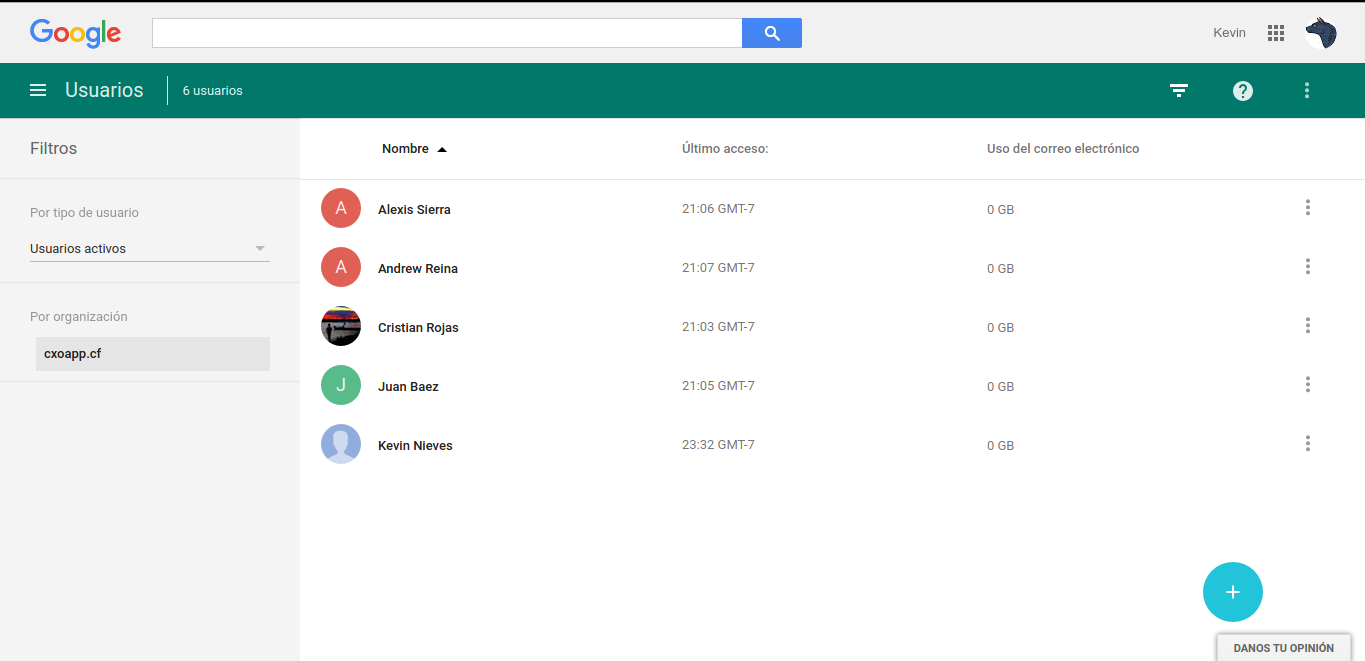 Google
Kevin
Usuarios
6 usuarios
Filtros
Por tipo de usuario
Usuarios activos
Por organización
cxoapp.cf
Nombre Último acceso: Uso del correo electrónico
A Alexis Sierra 21:06 GMT-7 0 GB
A Andrew Reina 21:07 GMT-7 0 GB
Cristian Rojas 21:03 GMT-7 0 GB
J Juan Baez 21:05 GMT-7 0 GB
Kevin Nieves 23:32 GMT-7 0 GB
DANOS TU OPINIÓN